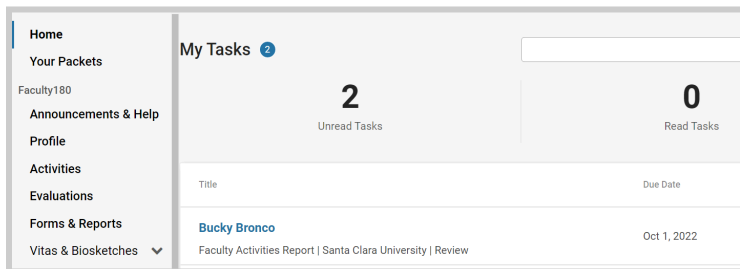 Home
Your Packets
Faculty180
Announcements & Help
Profile
Activities
Evaluations
Forms & Reports
Vitas & Biosketches
My Tasks 2
2 0
Unread Tasks Read Tasks
Title Due Date
Bucky Bronco
Oct 1, 2022
Faculty Activities Report | Santa Clara University | Review